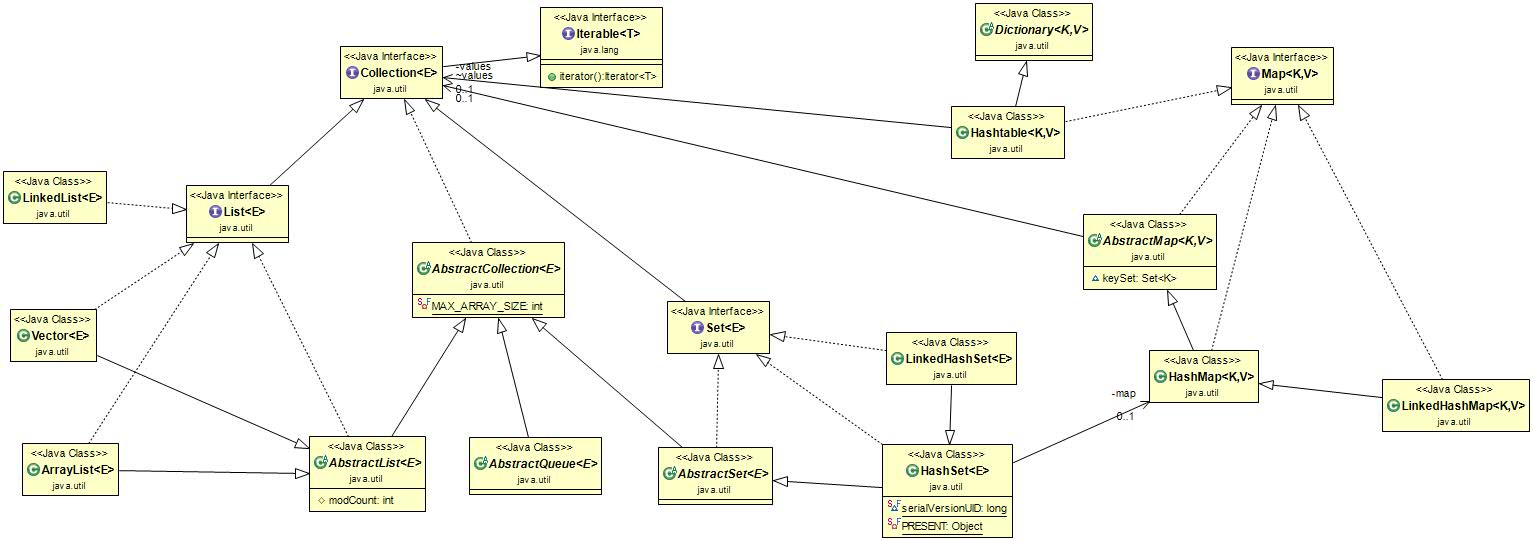 <<Java Interface>>
Iterable<T>
java.lang
iterator():Iterator<T>
<<Java Class>>
Dictionary<K,V>
java.util
<<Java Interface>>
Collection<E>
java.util
-values
~values
0..1
0..1
<<Java Interface>>
Map<K,V>
java.util
<<Java Class>>
Hashtable<K,V>
java.util
<<Java Class>>
LinkedList<E>
java.util
<<Java Interface>>
List<E>
java.util
<<Java Class>>
AbstractCollection<E>
java.util
MAX_ARRAY_SIZE: int
<<Java Class>>
AbstractMap<K,V>
java.util
keySet: Set<K>
<<Java Class>>
Vector<E>
java.util
<<Java Interface>>
Set<E>
java.util
<<Java Class>>
LinkedHashSet<E>
java.util
<<Java Class>>
HashMap<K,V>
java.util
-map
0..1
<<Java Class>>
LinkedHashMap<K,V>
java.util
<<Java Class>>
ArrayList<E>
java.util
<<Java Class>>
AbstractList<E>
java.util
modCount: int
<<Java Class>>
AbstractQueue<E>
java.util
<<Java Class>>
AbstractSet<E>
java.util
<<Java Class>>
HashSet<E>
java.util
serialVersionUID: long
PRESENT: Object